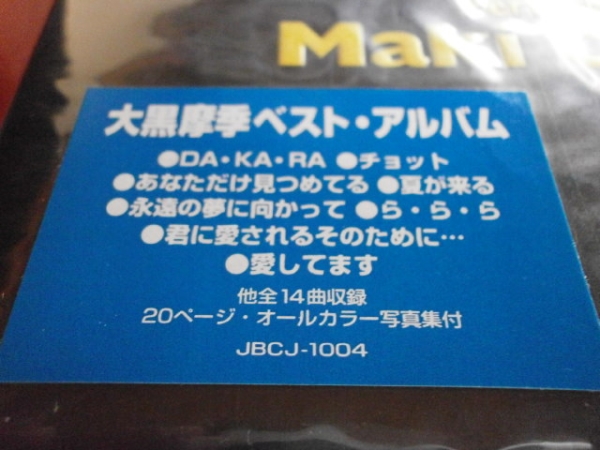 Maki
大黒摩季ベスト・アルバム
●DA・KA・RA ●チョット
●あなただけ見つめてる ●夏が来る
●永遠の夢に向かって ●ら・ら・ら
●君に愛されるそのために…
●愛してます
他全14曲収録
20ページ・オールカラー写真集付
JBCJ-1004